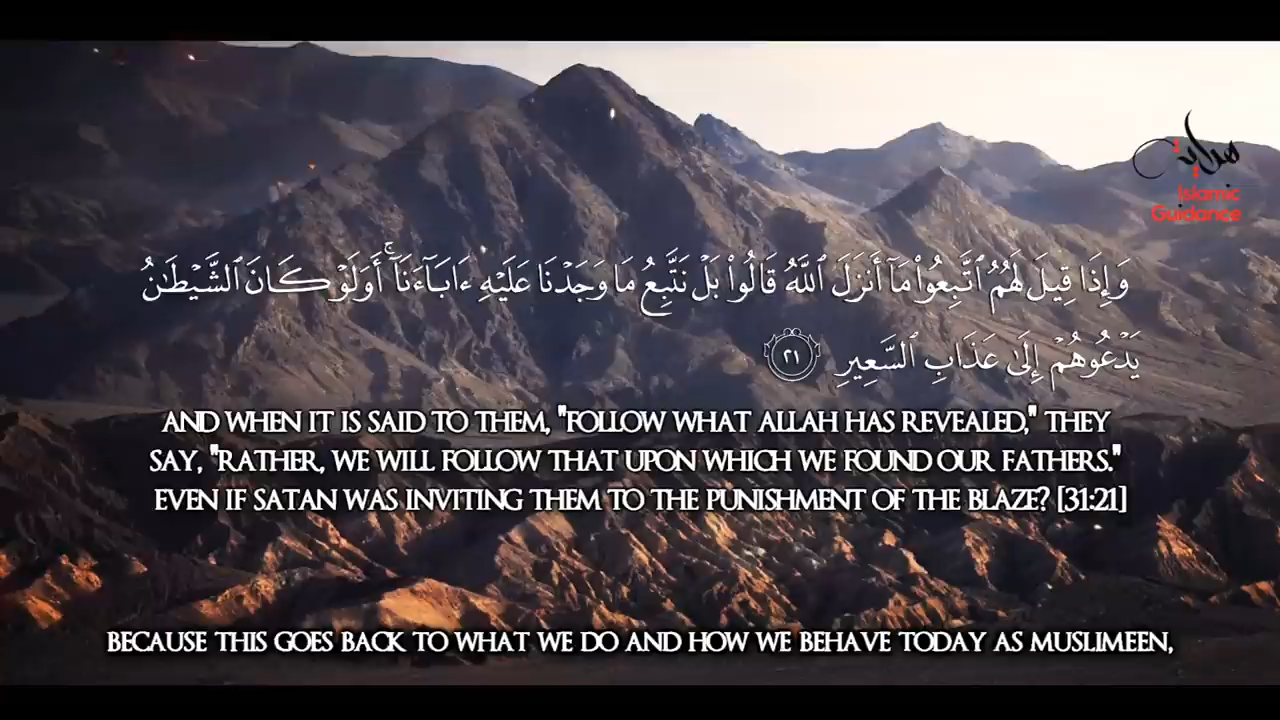 هداية
Islamic
Guidance
وَإِذَا قِيلَ لَهُمُ ٱتَّبِعُوا۟ مَآ أَنزَلَ ٱللَّهُ قَالُوا۟ بَلْ نَتَّبِعُ مَا وَجَدْنَا عَلَيْهِ ءَابَآءَنَآ ۚ أَوَلَوْ كَانَ ٱلشَّيْطَٰنُ
يَدْعُوهُمْ إِلَىٰ عَذَابِ ٱلسَّعِيرِ ٢١
AND WHEN IT IS SAID TO THEM, "FOLLOW WHAT ALLAH HAS REVEALED," THEY
SAY, "RATHER, WE WILL FOLLOW THAT UPON WHICH WE FOUND OUR FATHERS."
EVEN IF SATAN WAS INVITING THEM TO THE PUNISHMENT OF THE BLAZE? [31:21]
BECAUSE THIS GOES BACK TO WHAT WE DO AND HOW WE BEHAVE TODAY AS MUSLIMEEN,